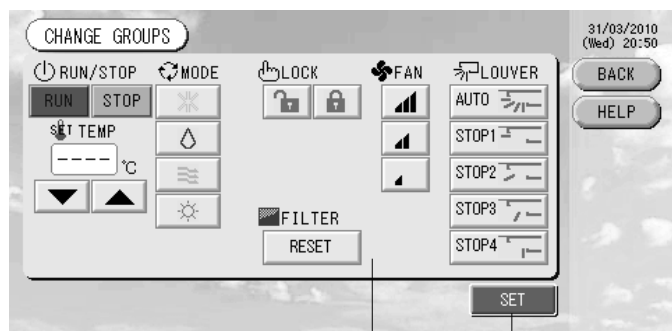 CHANGE GROUPS
31/03/2010
(Wed) 20:50
BACK
HELP
RUN/STOP
RUN STOP
SET TEMP
---- °C
MODE
LOCK
FILTER
RESET
FAN
LOUVER
AUTO
STOP1
STOP2
STOP3
STOP4
SET